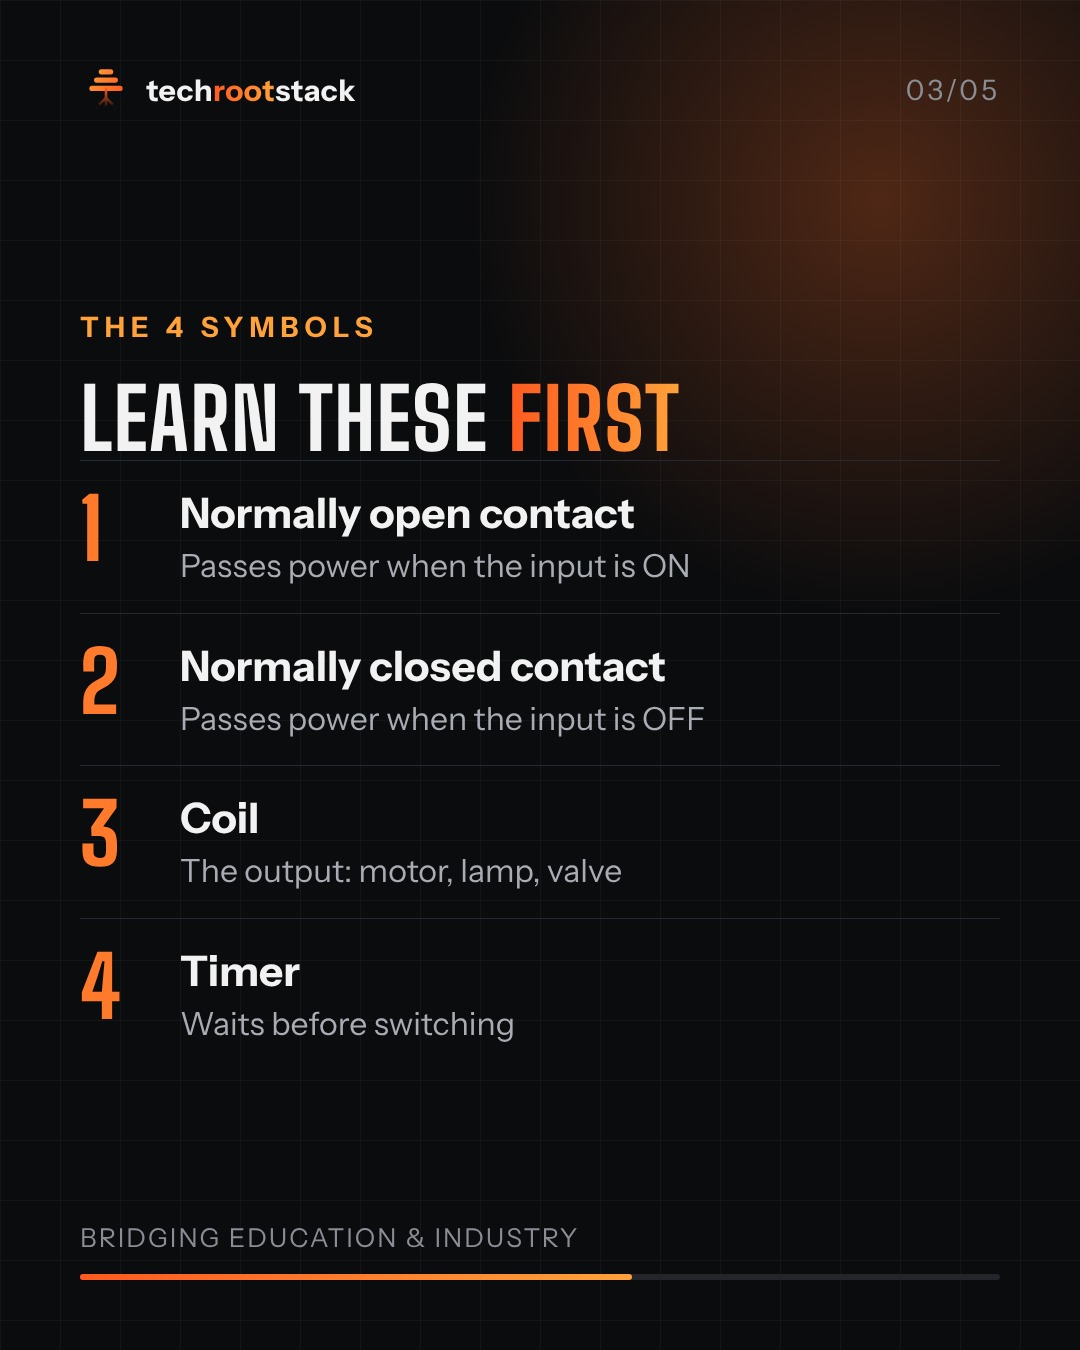 techrootstack
03/05
THE 4 SYMBOLS
LEARN THESE FIRST
1
Normally open contact
Passes power when the input is ON
2
Normally closed contact
Passes power when the input is OFF
3
Coil
The output: motor, lamp, valve
4
Timer
Waits before switching
BRIDGING EDUCATION & INDUSTRY